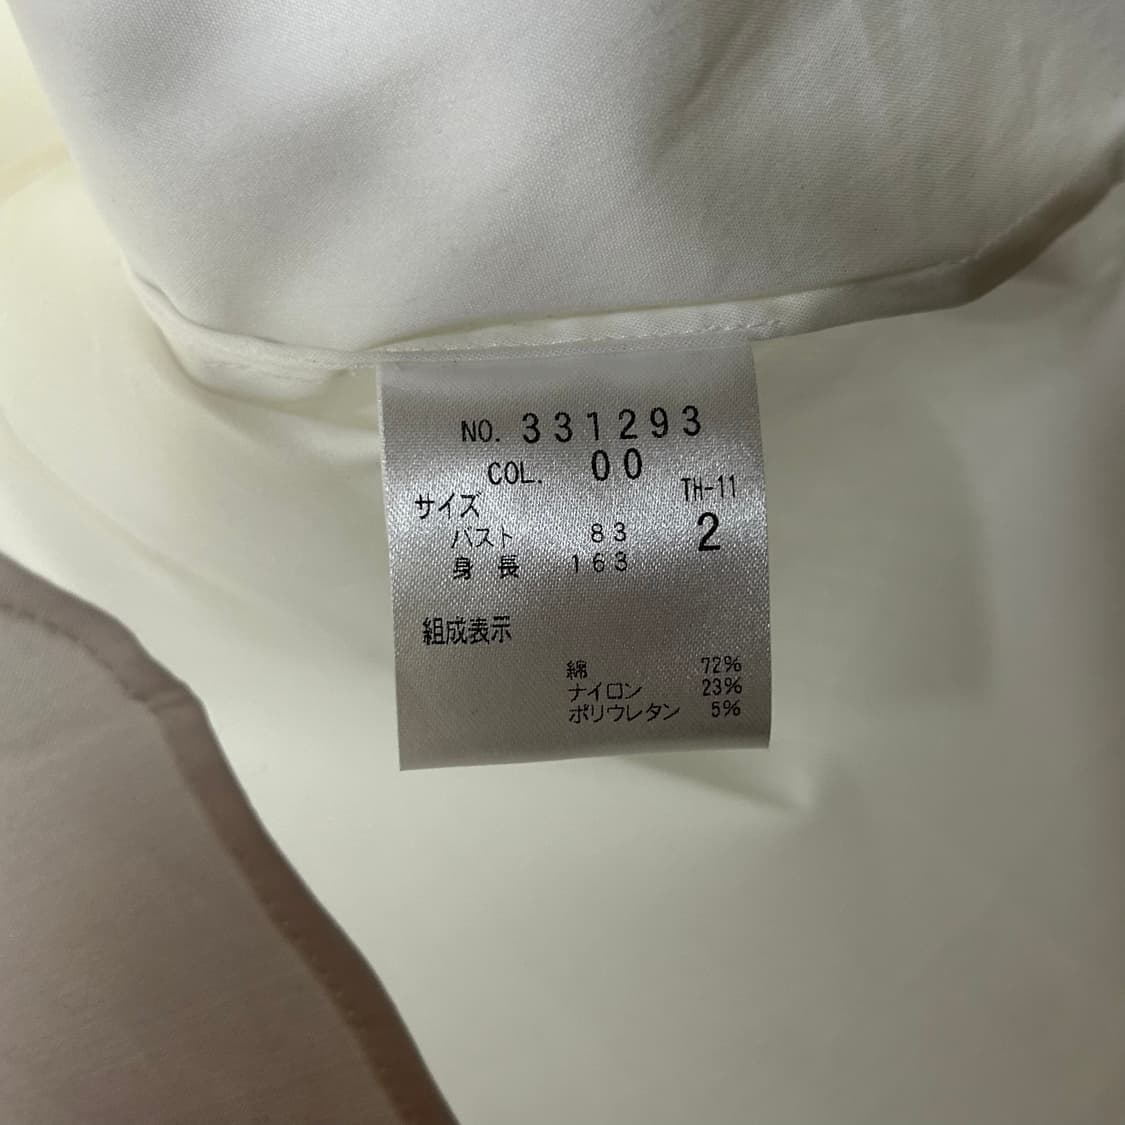 NO. 331293
COL. 00
サイズ TH-11
バスト 83 2
身長 163
組成表示
綿 72%
ナイロン 23%
ポリウレタン 5%